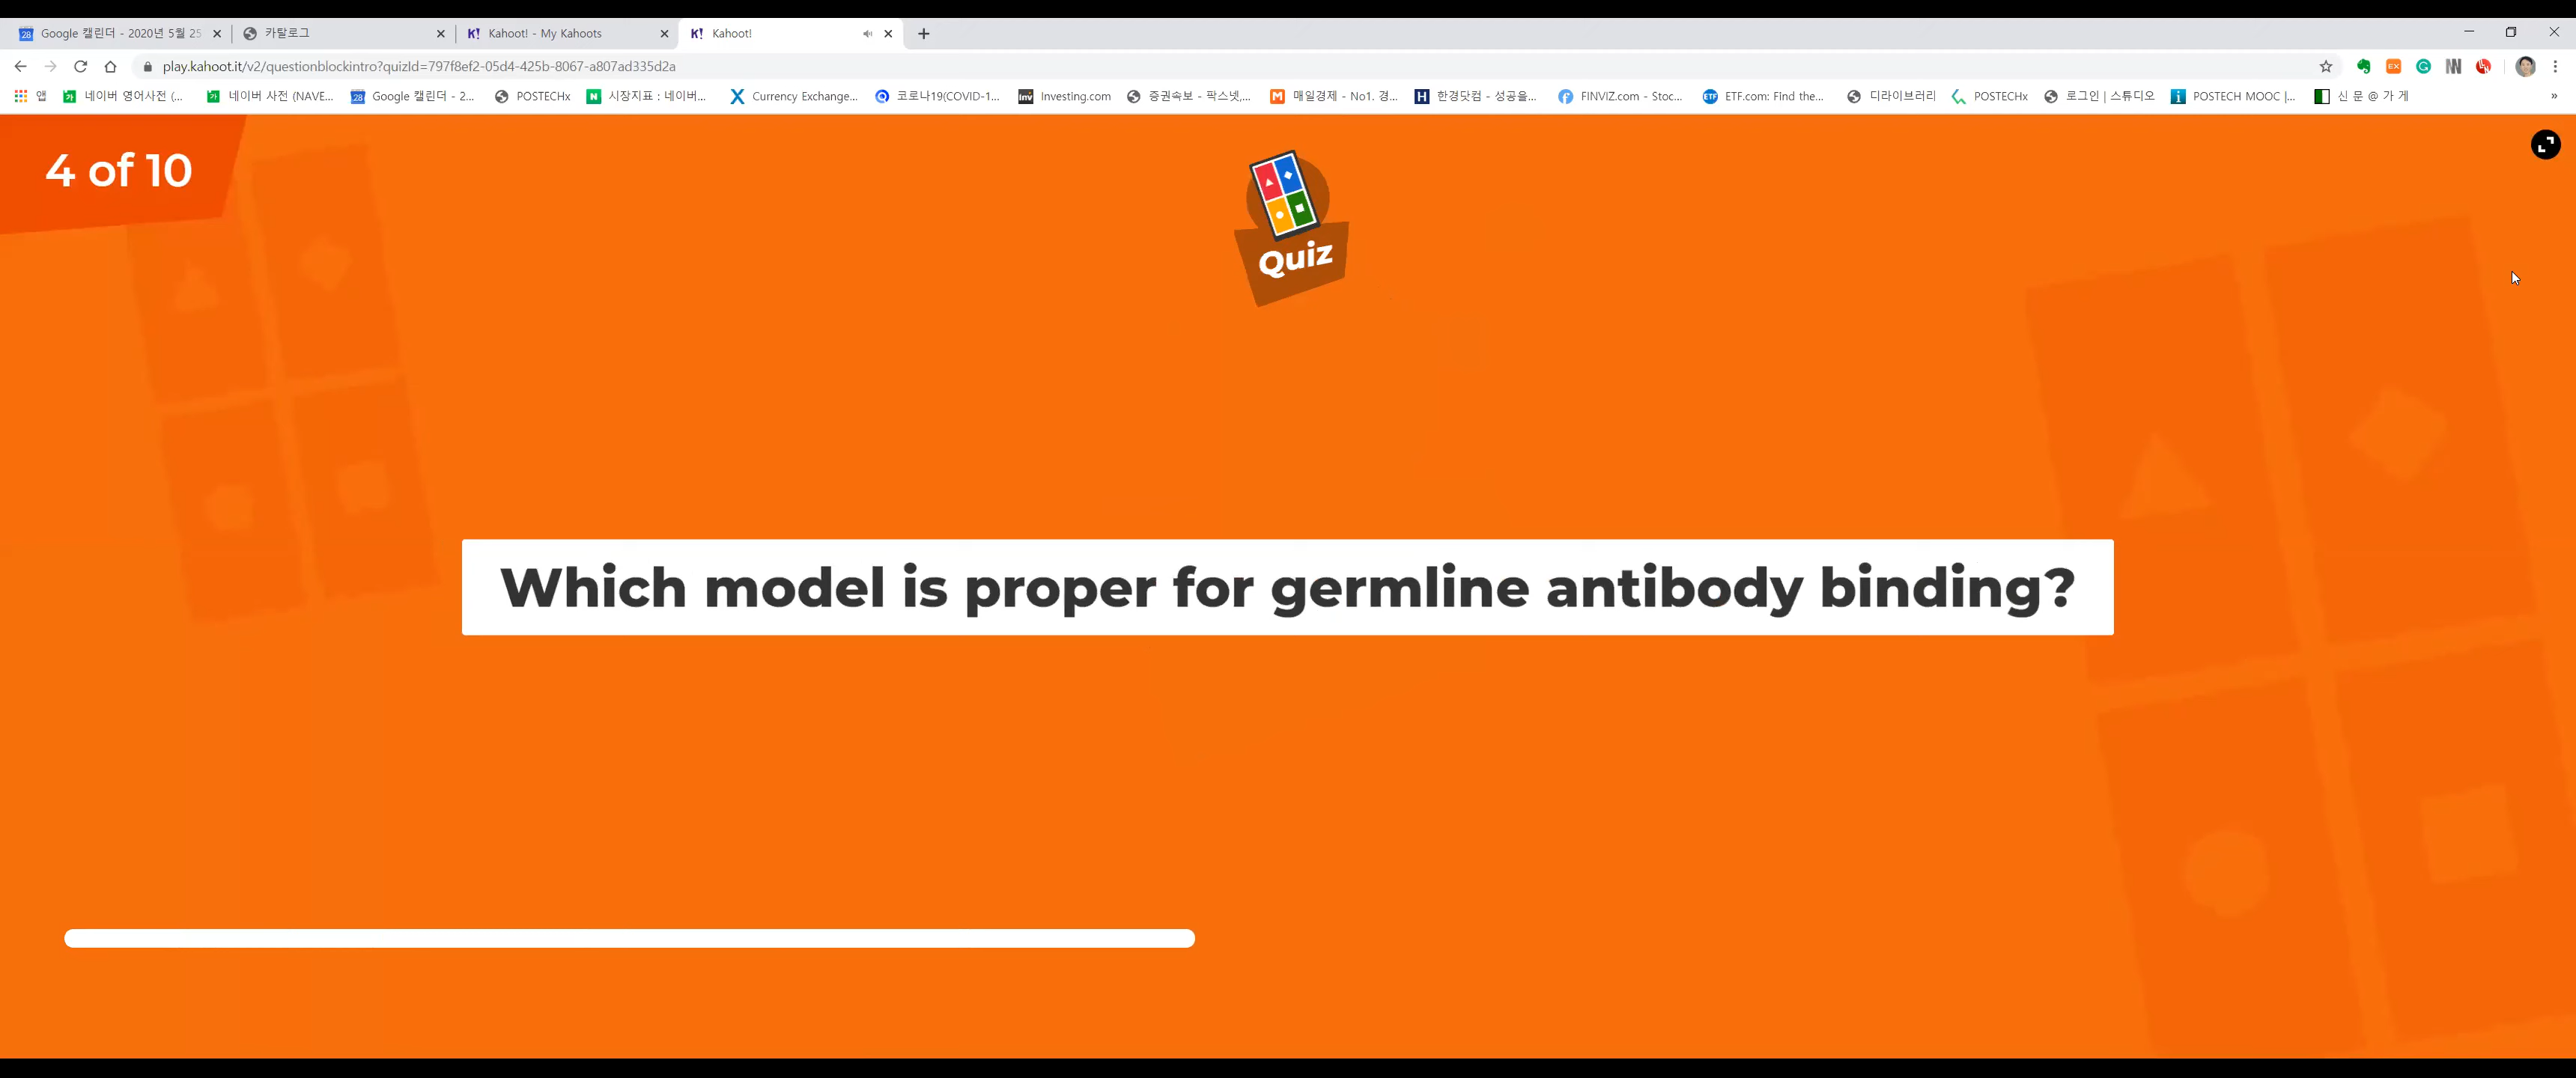 Google 캘린더 - 2020년 5월 25
카탈로그
Kahoot! - My Kahoots
Kahoot!
play.kahoot.it/v2/questionblockintro?quizId=797f8ef2-05d4-425b-8067-a807ad335d2a
앱 네이버 영어사전 (... 네이버 사전 (NAVE... Google 캘린더 - 2... POSTECHx 시장지표 : 네이버... Currency Exchange... 코로나19(COVID-1... Investing.com 증권속보 - 팍스넷,... 매일경제 - No1. 경... 한경닷컴 - 성공을... FINVIZ.com - Stoc... ETF.com: Find the... 디라이브러리 POSTECHx 로그인 | 스튜디오 POSTECH MOOC |... 신 문 @ 가 게 »
4 of 10
Quiz
Which model is proper for germline antibody binding?